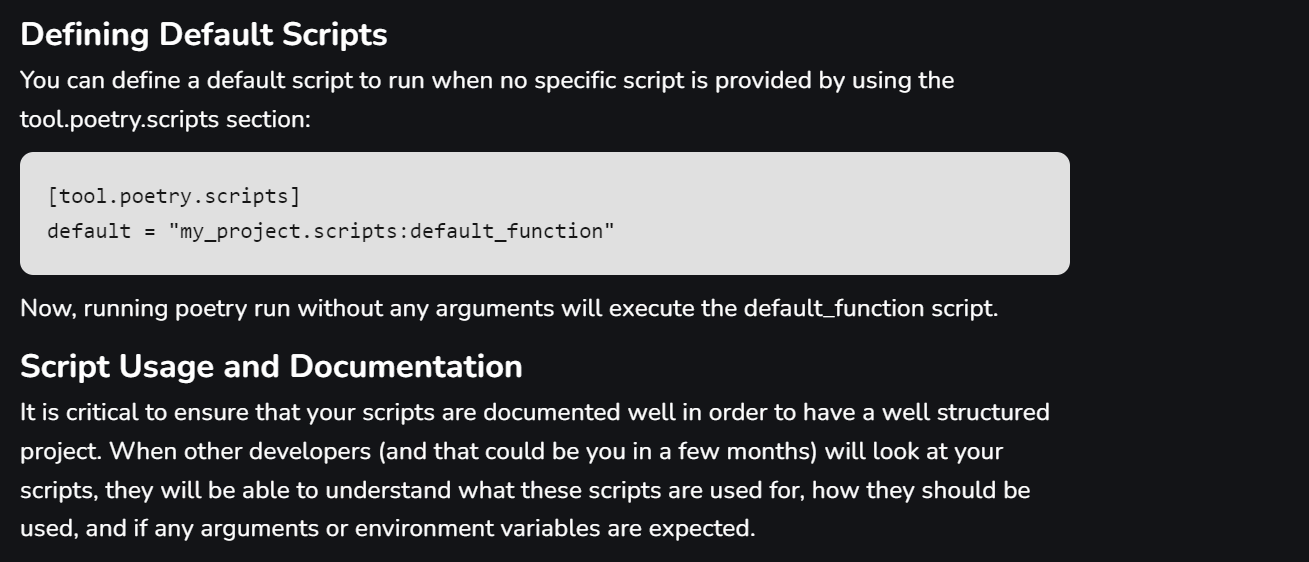 Defining Default Scripts
You can define a default script to run when no specific script is provided by using the
tool.poetry.scripts section:
[tool.poetry.scripts]
default = "my_project.scripts:default_function"
Now, running poetry run without any arguments will execute the default_function script.
Script Usage and Documentation
It is critical to ensure that your scripts are documented well in order to have a well structured
project. When other developers (and that could be you in a few months) will look at your
scripts, they will be able to understand what these scripts are used for, how they should be
used, and if any arguments or environment variables are expected.